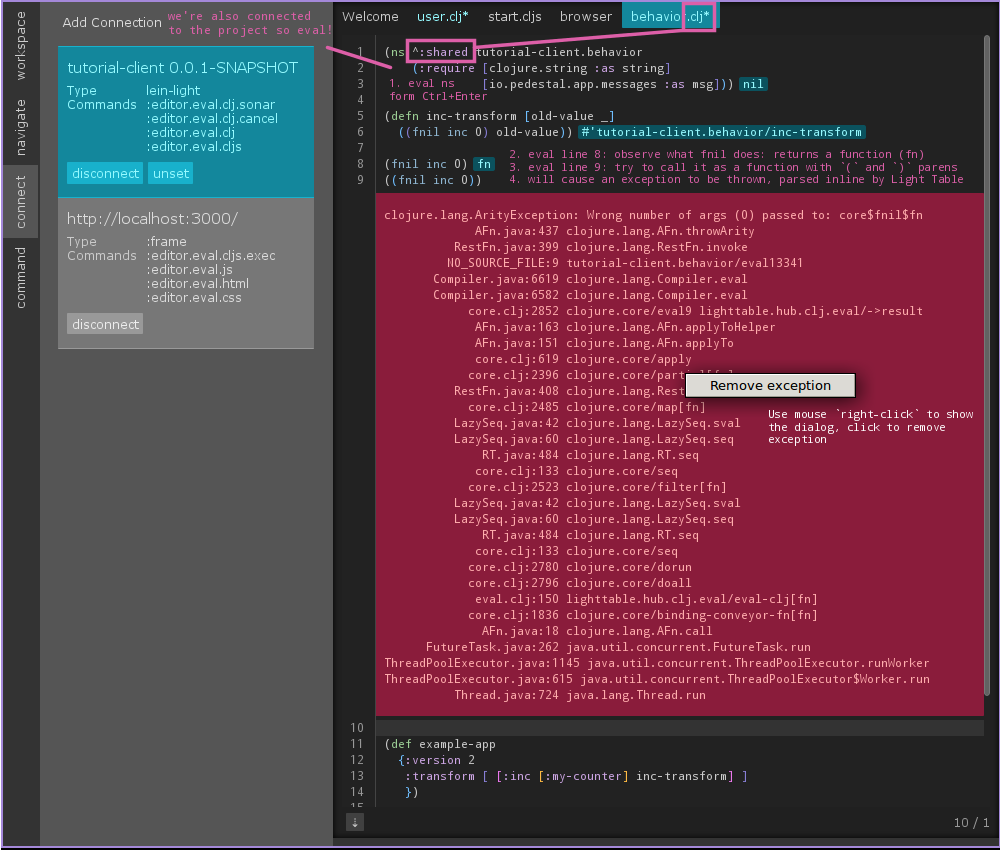 workspace
navigate
connect
command
Add Connection
we're also connected
to the project so eval!
tutorial-client 0.0.1-SNAPSHOT
Type lein-light
Commands :editor.eval.clj.sonar
:editor.eval.clj.cancel
:editor.eval.clj
:editor.eval.cljs
disconnect unset
http://localhost:3000/
Type :frame
Commands :editor.eval.cljs.exec
:editor.eval.js
:editor.eval.html
:editor.eval.css
disconnect
Welcome user.clj* start.cljs browser behavior.clj*
1 (ns ^:shared tutorial-client.behavior
2 (:require [clojure.string :as string]
3 [io.pedestal.app.messages :as msg])) nil
1. eval ns
form Ctrl+Enter
4
5 (defn inc-transform [old-value _]
6 ((fnil inc 0) old-value)) #'tutorial-client.behavior/inc-transform
7
2. eval line 8: observe what fnil does: returns a function (fn)
8 (fnil inc 0) fn
3. eval line 9: try to call it as a function with `(` and `)` parens
9 ((fnil inc 0))
4. will cause an exception to be thrown, parsed inline by Light Table
clojure.lang.ArityException: Wrong number of args (0) passed to: core$fnil$fn
AFn.java:437 clojure.lang.AFn.throwArity
RestFn.java:399 clojure.lang.RestFn.invoke
NO_SOURCE_FILE:9 tutorial-client.behavior/eval13341
Compiler.java:6619 clojure.lang.Compiler.eval
Compiler.java:6582 clojure.lang.Compiler.eval
core.clj:2852 clojure.core/eval9 lighttable.hub.clj.eval/->result
AFn.java:163 clojure.lang.AFn.applyToHelper
AFn.java:151 clojure.lang.AFn.applyTo
core.clj:619 clojure.core/apply
core.clj:2396
RestFn.java:408
Remove exception
core.clj:2485 clojure.core/map[fn]
Use mouse `right-click` to show
the dialog, click to remove
exception
LazySeq.java:42 clojure.lang.LazySeq.sval
LazySeq.java:60 clojure.lang.LazySeq.seq
RT.java:484 clojure.lang.RT.seq
core.clj:133 clojure.core/seq
core.clj:2523 clojure.core/filter[fn]
LazySeq.java:42 clojure.lang.LazySeq.sval
LazySeq.java:60 clojure.lang.LazySeq.seq
RT.java:484 clojure.lang.RT.seq
core.clj:133 clojure.core/seq
core.clj:2780 clojure.core/dorun
core.clj:2796 clojure.core/doall
eval.clj:150 lighttable.hub.clj.eval/eval-clj[fn]
core.clj:1836 clojure.core/binding-conveyor-fn[fn]
AFn.java:18 clojure.lang.AFn.call
FutureTask.java:262 java.util.concurrent.FutureTask.run
ThreadPoolExecutor.java:1145 java.util.concurrent.ThreadPoolExecutor.runWorker
ThreadPoolExecutor.java:615 java.util.concurrent.ThreadPoolExecutor$Worker.run
Thread.java:724 java.lang.Thread.run
10
11 (def example-app
12 {:version 2
13 :transform [ [:inc [:my-counter] inc-transform] ]
14 })
15
10 / 1